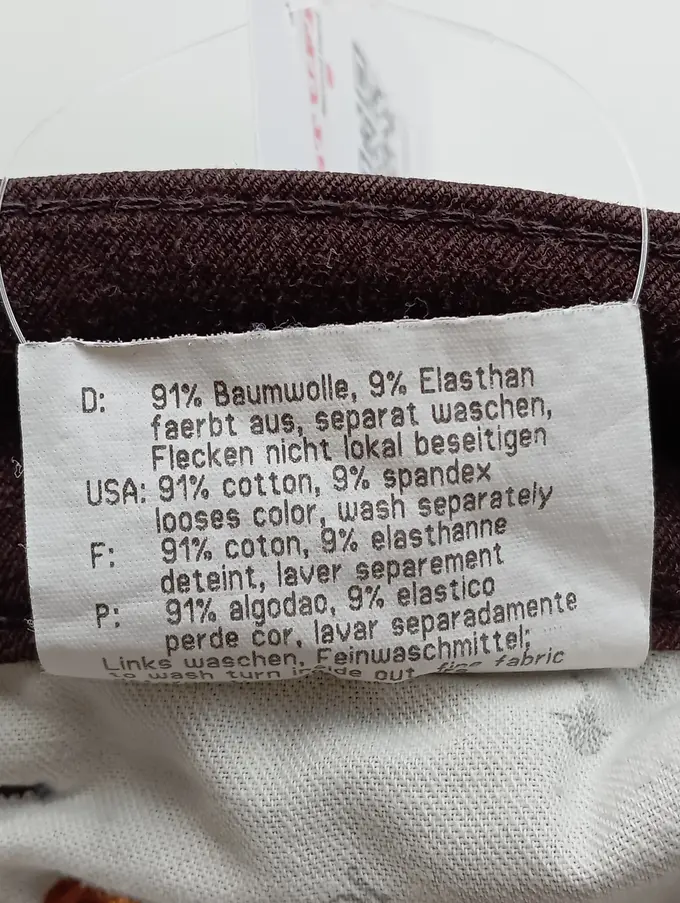 D: 91% Baumwolle, 9% Elasthan
faerbt aus, separat waschen,
Flecken nicht lokal beseitigen
USA: 91% cotton, 9% spandex
looses color, wash separately
F: 91% coton, 9% elasthanne
deteint, laver separement
P: 91% algodao, 9% elastico
perde cor, lavar separadamente
Links waschen, Feinwaschmittel;
to wash turn inside out, fine fabric